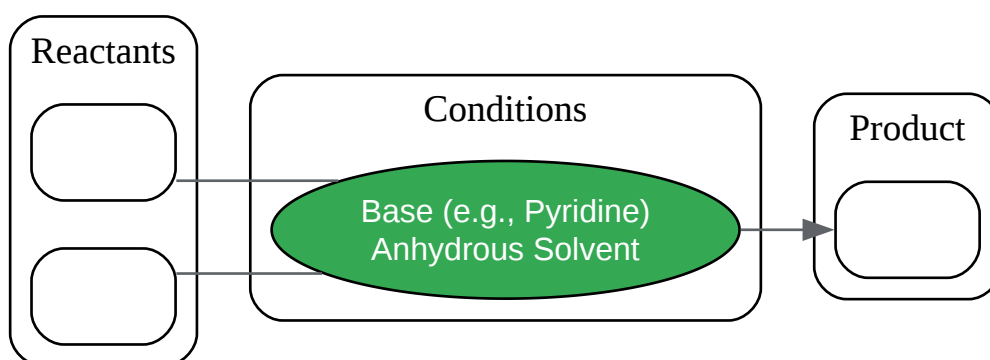 Reactants
Conditions
Product
Base (e.g., Pyridine)
Anhydrous Solvent